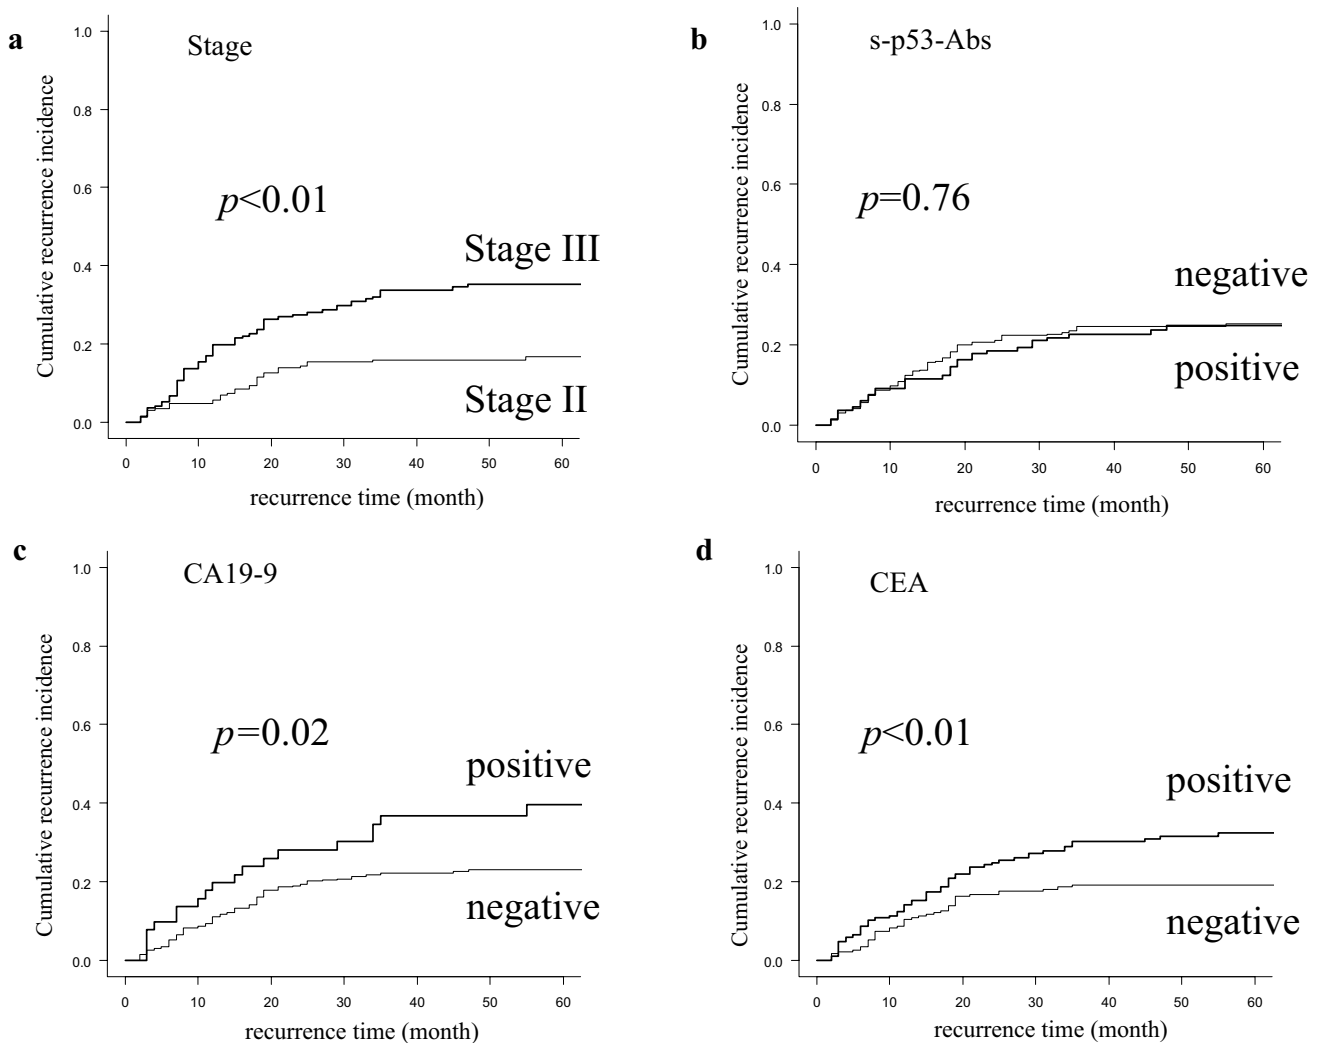 a
Stage
Cumulative recurrence incidence
1.0
0.8
0.6
0.4
0.2
0.0
p<0.01
Stage III
Stage II
0 10 20 30 40 50 60
recurrence time (month)
b
s-p53-Abs
Cumulative recurrence incidence
1.0
0.8
0.6
0.4
0.2
0.0
p=0.76
negative
positive
0 10 20 30 40 50 60
recurrence time (month)
c
CA19-9
Cumulative recurrence incidence
1.0
0.8
0.6
0.4
0.2
0.0
p=0.02
positive
negative
0 10 20 30 40 50 60
recurrence time (month)
d
CEA
Cumulative recurrence incidence
1.0
0.8
0.6
0.4
0.2
0.0
p<0.01
positive
negative
0 10 20 30 40 50 60
recurrence time (month)